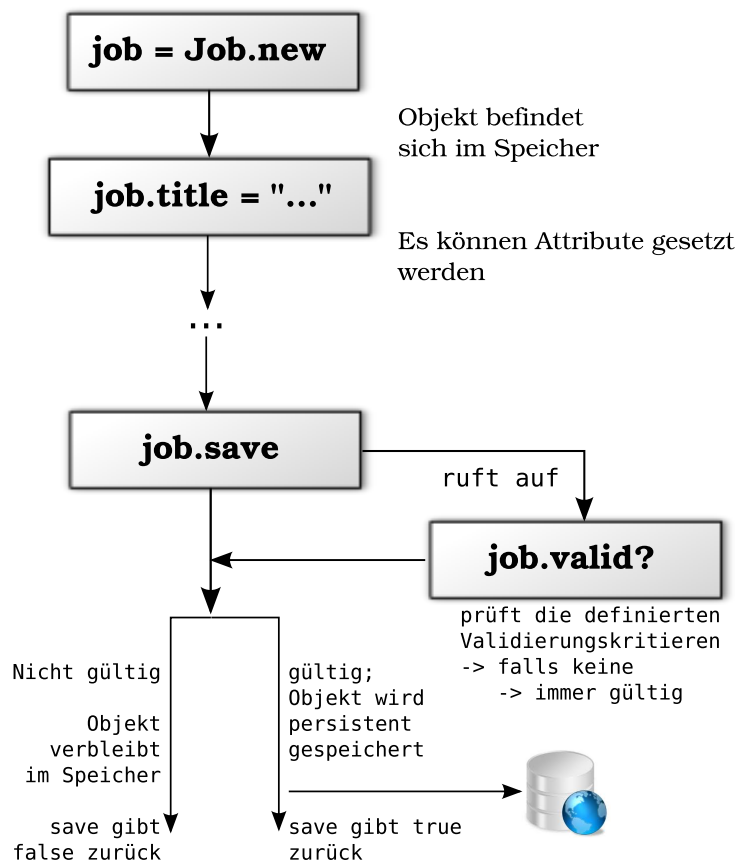 job = Job.new
Objekt befindet
sich im Speicher
job.title = "..."
Es können Attribute gesetzt
werden
...
job.save
ruft auf
job.valid?
prüft die definierten
Validierungskritieren
-> falls keine
-> immer gültig
Nicht gültig
Objekt
verbleibt
im Speicher
save gibt
false zurück
gültig;
Objekt wird
persistent
gespeichert
save gibt true
zurück